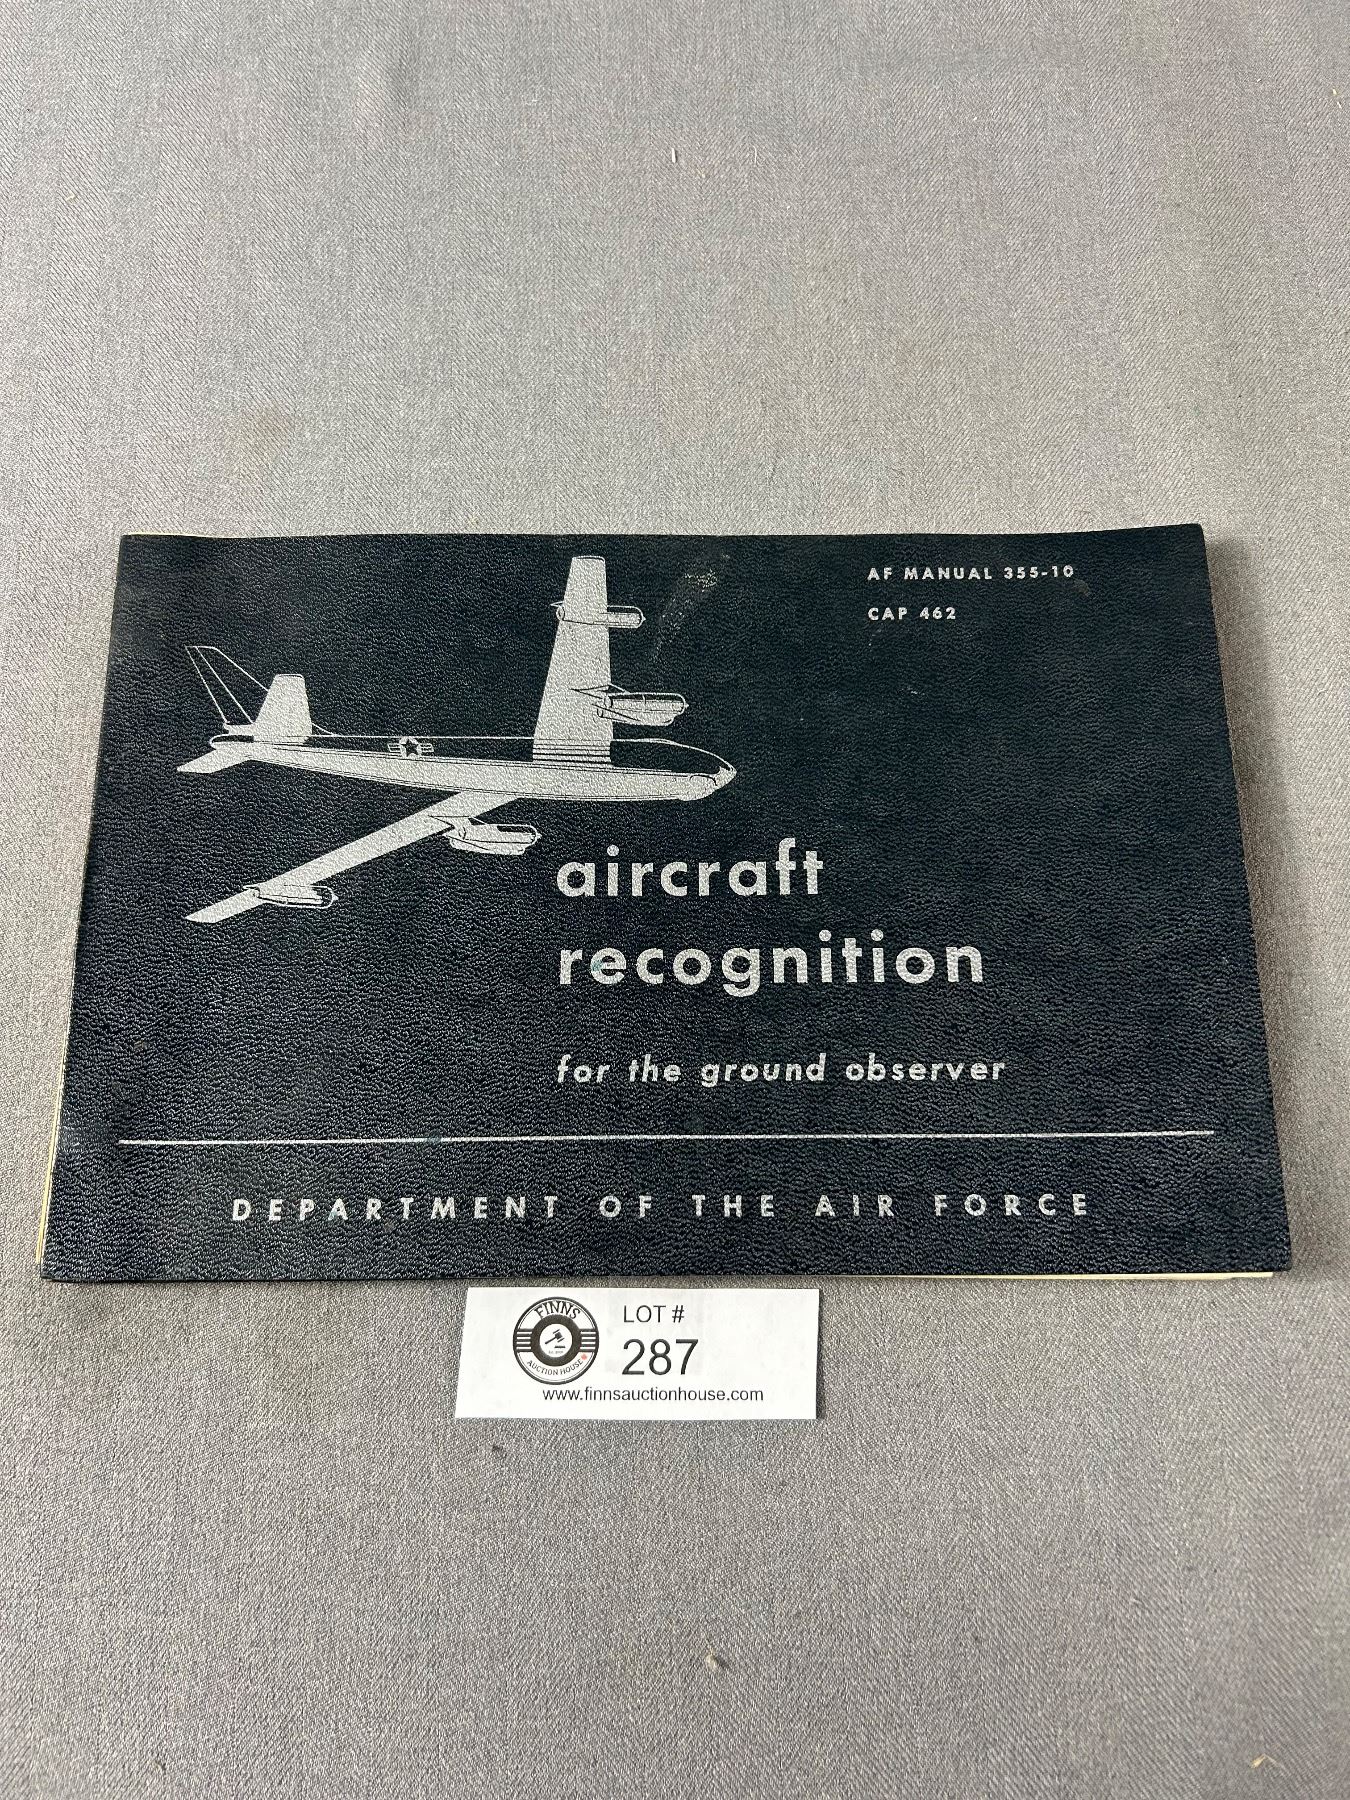 AF MANUAL 355-10
CAP 462
aircraft
recognition
for the ground observer
DEPARTMENT OF THE AIR FORCE
FINNS
AUCTION HOUSE
LOT #
287
www.finnsauctionhouse.com